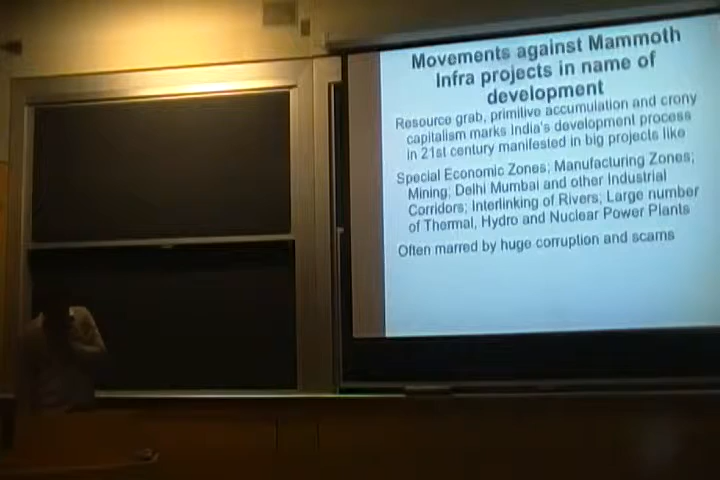 Movements against Mammoth
Infra projects in name of
development
Resource grab, primitive accumulation and crony
capitalism marks India's development process
in 21st century manifested in big projects like
Special Economic Zones; Manufacturing Zones;
Mining; Delhi Mumbai and other Industrial
Corridors; Interlinking of Rivers; Large number
of Thermal, Hydro and Nuclear Power Plants
Often marred by huge corruption and scams